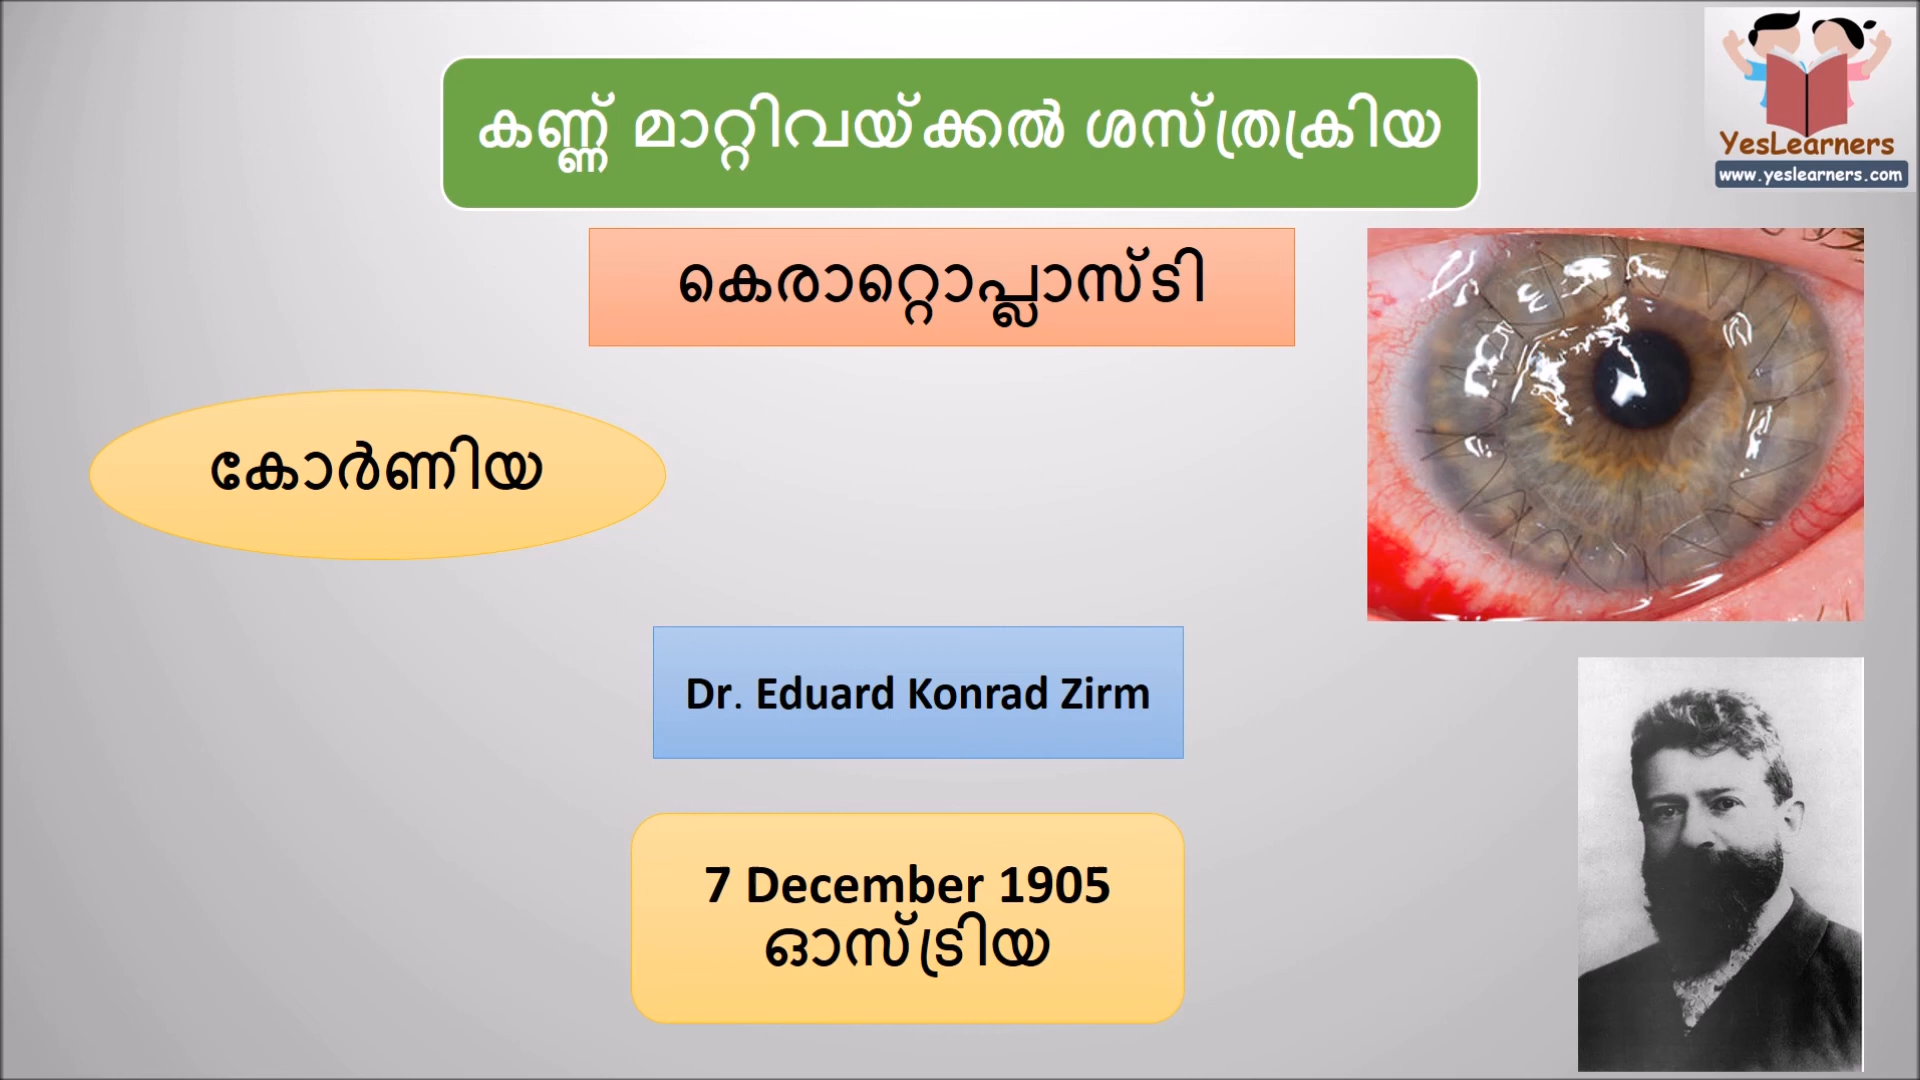 കണ്ണ് മാറ്റിവയ്ക്കൽ ശസ്ത്രക്രിയ
YesLearners
www.yeslearners.com
കെരാറ്റൊപ്ലാസ്ടി
കോർണിയ
Dr. Eduard Konrad Zirm
7 December 1905
ഓസ്ട്രിയ